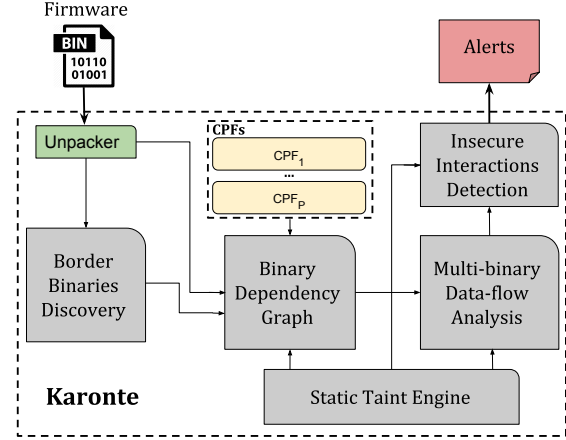 Firmware
BIN
10110
01001
Alerts
Unpacker
CPFs
CPF1
...
CPFP
Insecure
Interactions
Detection
Border
Binaries
Discovery
Binary
Dependency
Graph
Multi-binary
Data-flow
Analysis
Karonte
Static Taint Engine